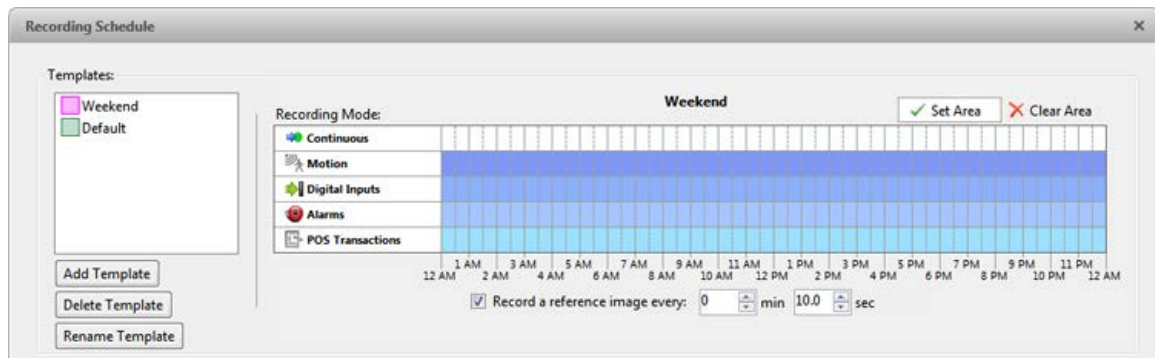 Recording Schedule
Templates:
Weekend
Default
Add Template
Delete Template
Rename Template
Weekend
Recording Mode:
Set Area
Clear Area
Continuous
Motion
Digital Inputs
Alarms
POS Transactions
1 AM 3 AM 5 AM 7 AM 9 AM 11 AM 1 PM 3 PM 5 PM 7 PM 9 PM 11 PM
12 AM 2 AM 4 AM 6 AM 8 AM 10 AM 12 PM 2 PM 4 PM 6 PM 8 PM 10 PM 12 AM
Record a reference image every: 0 min 10.0 sec